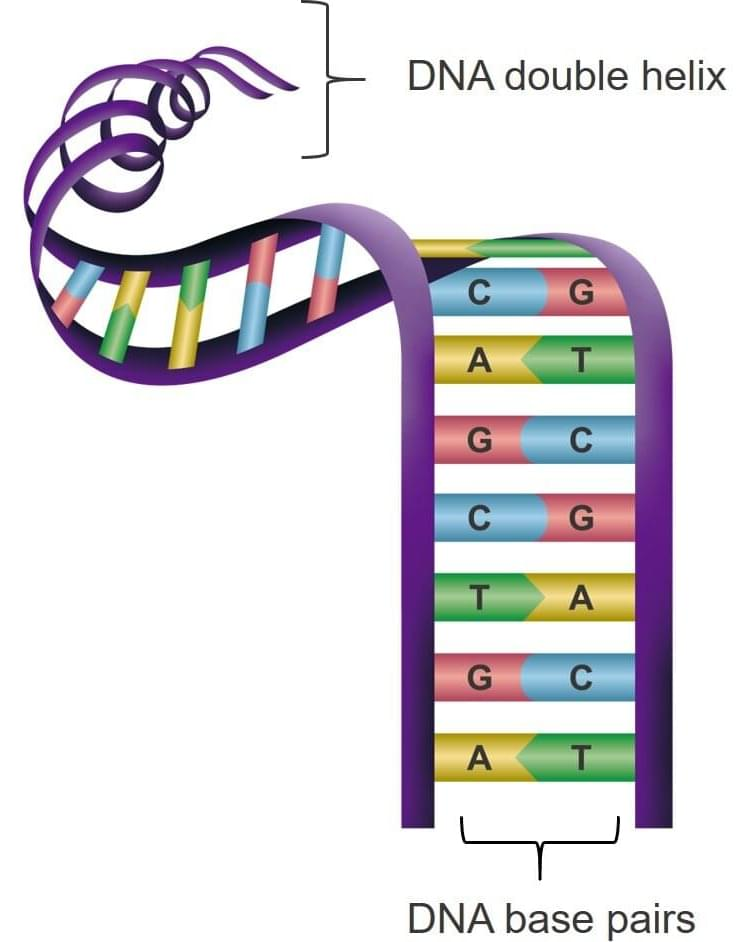 DNA double helix
C G
A T
G C
C G
T A
G C
A T
DNA base pairs